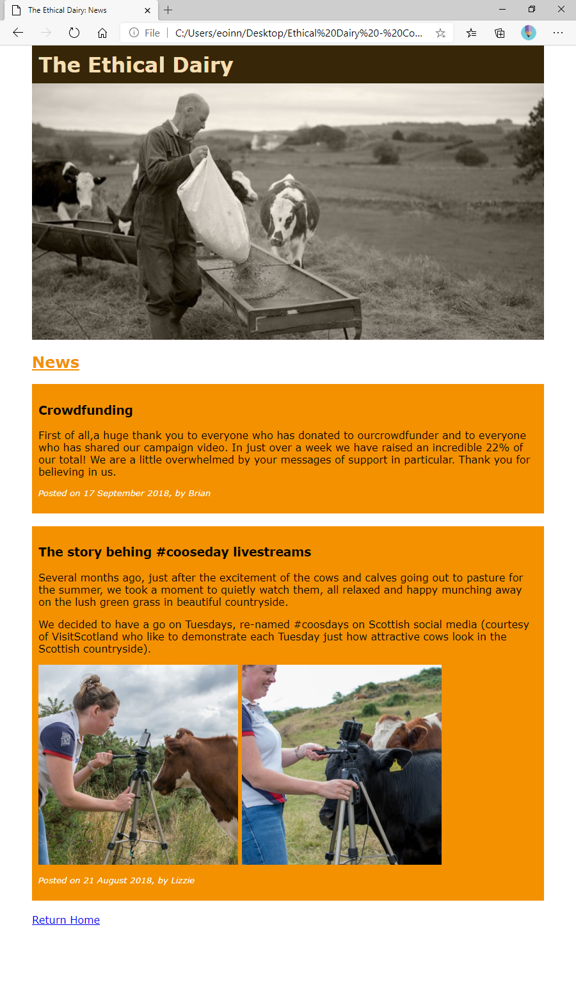 The Ethical Dairy: News
File
C:/Users/eoinn/Desktop/Ethical%20Dairy%20-%20Co...
The Ethical Dairy
News
Crowdfunding
First of all,a huge thank you to everyone who has donated to ourcrowdfunder and to everyone
who has shared our campaign video. In just over a week we have raised an incredible 22% of
our total! We are a little overwhelmed by your messages of support in particular. Thank you for
believing in us.
Posted on 17 September 2018, by Brian
The story behing #cooseday livestreams
Several months ago, just after the excitement of the cows and calves going out to pasture for
the summer, we took a moment to quietly watch them, all relaxed and happy munching away
on the lush green grass in beautiful countryside.
We decided to have a go on Tuesdays, re-named #coosdays on Scottish social media (courtesy
of VisitScotland who like to demonstrate each Tuesday just how attractive cows look in the
Scottish countryside).
Posted on 21 August 2018, by Lizzie
Return Home